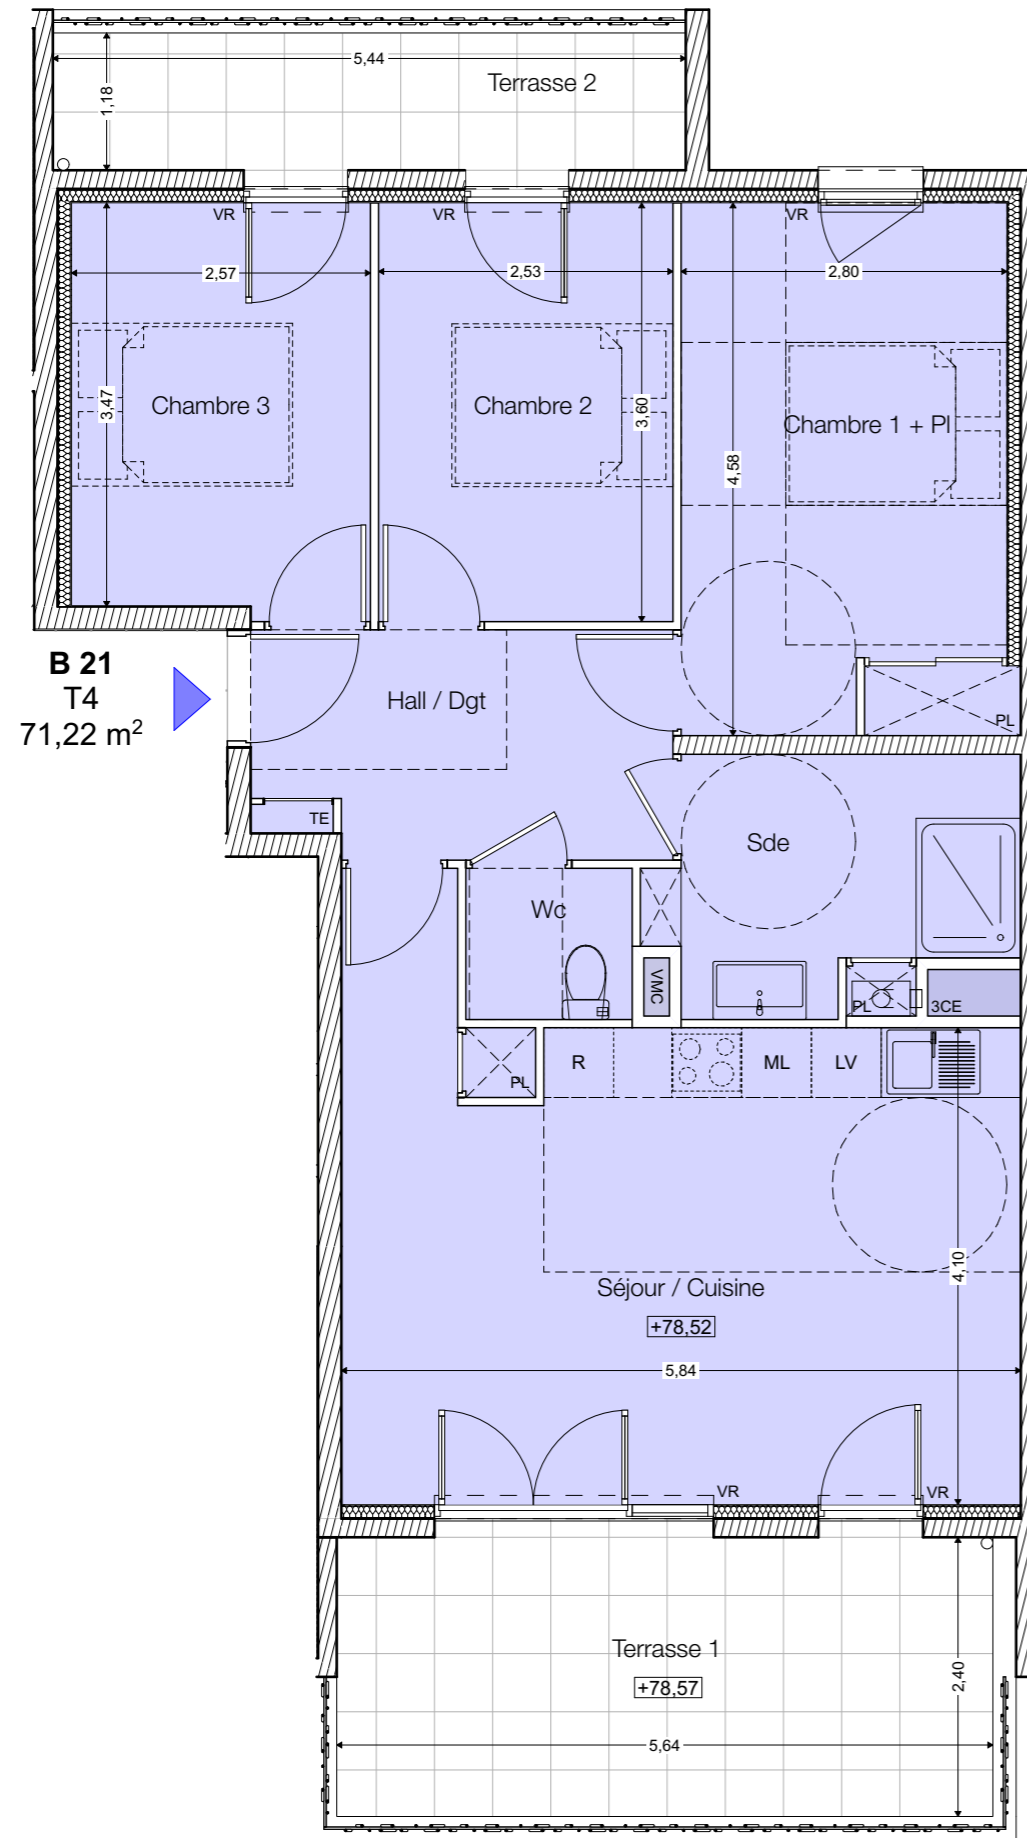 5,44
Terrasse 2
1,18
VR
VR
VR
2,57
2,53
2,80
Chambre 3
Chambre 2
Chambre 1 + Pl
3,47
3,60
4,58
B 21
T4
71,22 m²
Hall / Dgt
PL
TE
Sde
Wc
VMC
PL
3CE
PL
R
ML
LV
4,10
Séjour / Cuisine
+78,52
5,84
VR
VR
Terrasse 1
+78,57
2,40
5,64